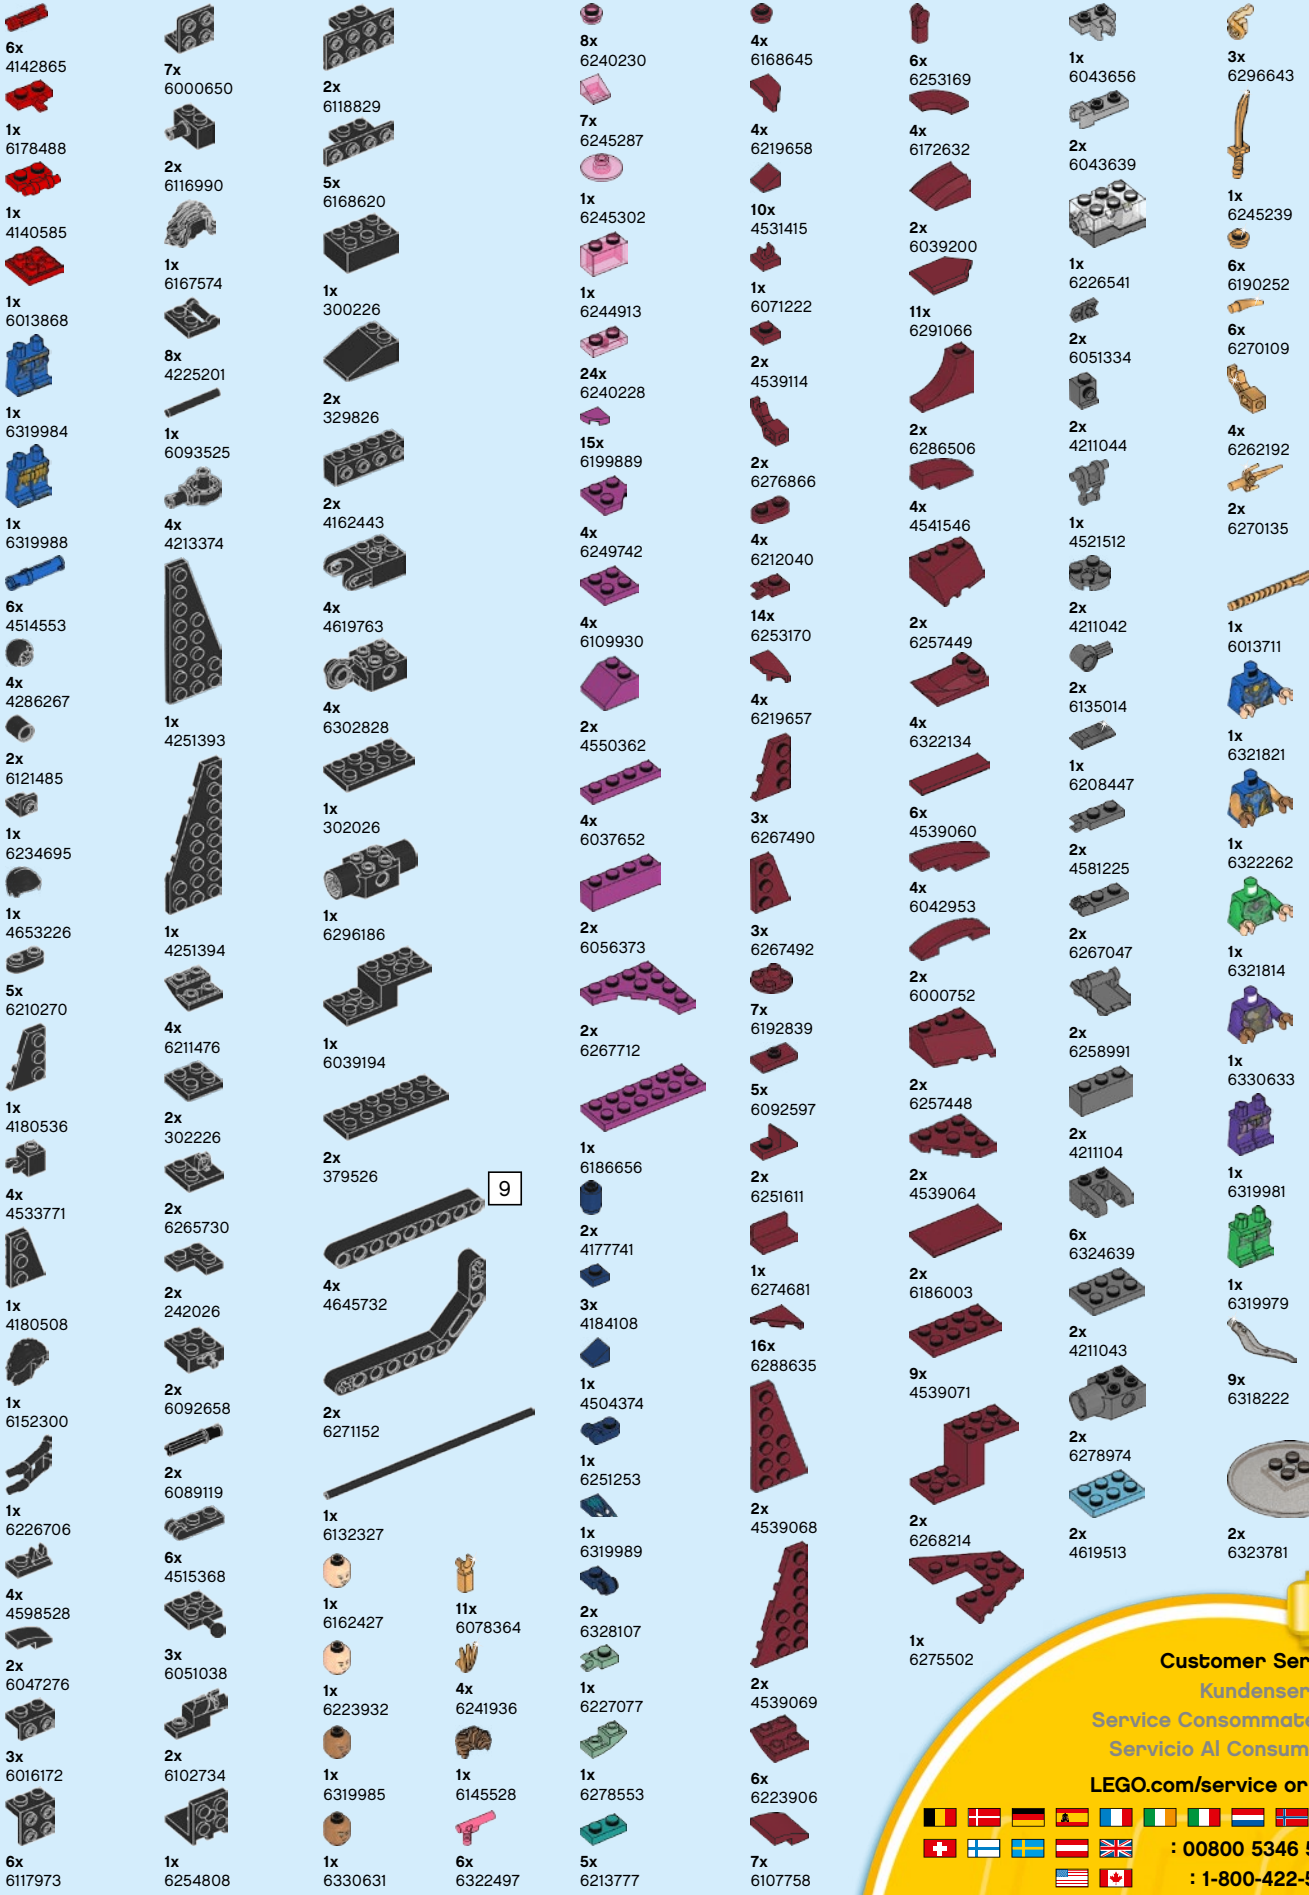 6x
4142865
1x
6178488
1x
4140585
1x
6013868
1x
6319984
1x
6319988
6x
4514553
4x
4286267
2x
6121485
1x
6234695
1x
4653226
5x
6210270
1x
4180536
4x
4533771
1x
4180508
1x
6152300
1x
6226706
4x
4598528
2x
6047276
3x
6016172
6x
6117973
7x
6000650
2x
6116990
1x
6167574
8x
4225201
1x
6093525
4x
4213374
1x
4251393
1x
4251394
4x
6211476
2x
302226
2x
6265730
2x
242026
2x
6092658
2x
6089119
6x
4515368
3x
6051038
2x
6102734
1x
6254808
2x
6118829
5x
6168620
1x
300226
2x
329826
2x
4162443
4x
4619763
4x
6302828
1x
302026
1x
6296186
1x
6039194
2x
379526
9
4x
4645732
2x
6271152
1x
6132327
1x
6162427
1x
6223932
1x
6319985
1x
6330631
11x
6078364
4x
6241936
1x
6145528
6x
6322497
8x
6240230
7x
6245287
1x
6245302
1x
6244913
24x
6240228
15x
6199889
4x
6249742
4x
6109930
2x
4550362
4x
6037652
2x
6056373
2x
6267712
1x
6186656
2x
4177741
3x
4184108
1x
4504374
1x
6251253
1x
6319989
2x
6328107
1x
6227077
1x
6278553
5x
6213777
4x
6168645
4x
6219658
10x
4531415
1x
6071222
2x
4539114
2x
6276866
4x
6212040
14x
6253170
4x
6219657
3x
6267490
3x
6267492
7x
6192839
5x
6092597
2x
6251611
1x
6274681
16x
6288635
2x
4539068
2x
4539069
6x
6223906
7x
6107758
6x
6253169
4x
6172632
2x
6039200
11x
6291066
2x
6286506
4x
4541546
2x
6257449
4x
6322134
6x
4539060
4x
6042953
2x
6000752
2x
6257448
2x
4539064
2x
6186003
9x
4539071
2x
6268214
1x
6275502
1x
6043656
2x
6043639
1x
6226541
2x
6051334
2x
4211044
1x
4521512
2x
4211042
2x
6135014
1x
6208447
2x
4581225
2x
6267047
2x
6258991
2x
4211104
6x
6324639
2x
4211043
2x
6278974
2x
4619513
3x
6296643
1x
6245239
6x
6190252
6x
6270109
4x
6262192
2x
6270135
1x
6013711
1x
6321821
1x
6322262
1x
6321814
1x
6330633
1x
6319981
1x
6319979
9x
6318222
2x
6323781
Customer Ser
Kundenser
Service Consommate
Servicio Al Consum
LEGO.com/service or
: 00800 5346 5
: 1-800-422-5